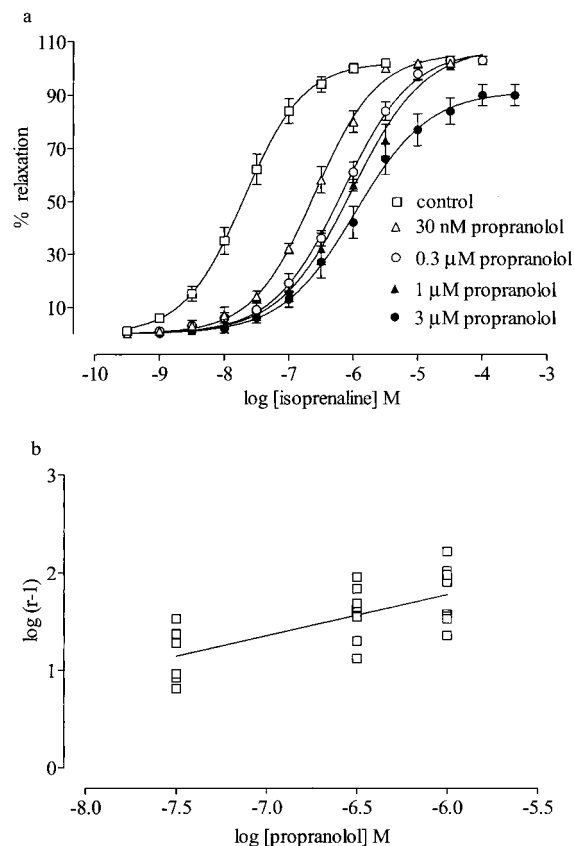 a
110
90
70
50
30
10
% relaxation
control
30 nM propranolol
0.3 μM propranolol
1 μM propranolol
3 μM propranolol
-10 -9 -8 -7 -6 -5 -4 -3
log [isoprenaline] M
b
3
2
1
0
log (r-1)
-8.0 -7.5 -7.0 -6.5 -6.0 -5.5
log [propranolol] M